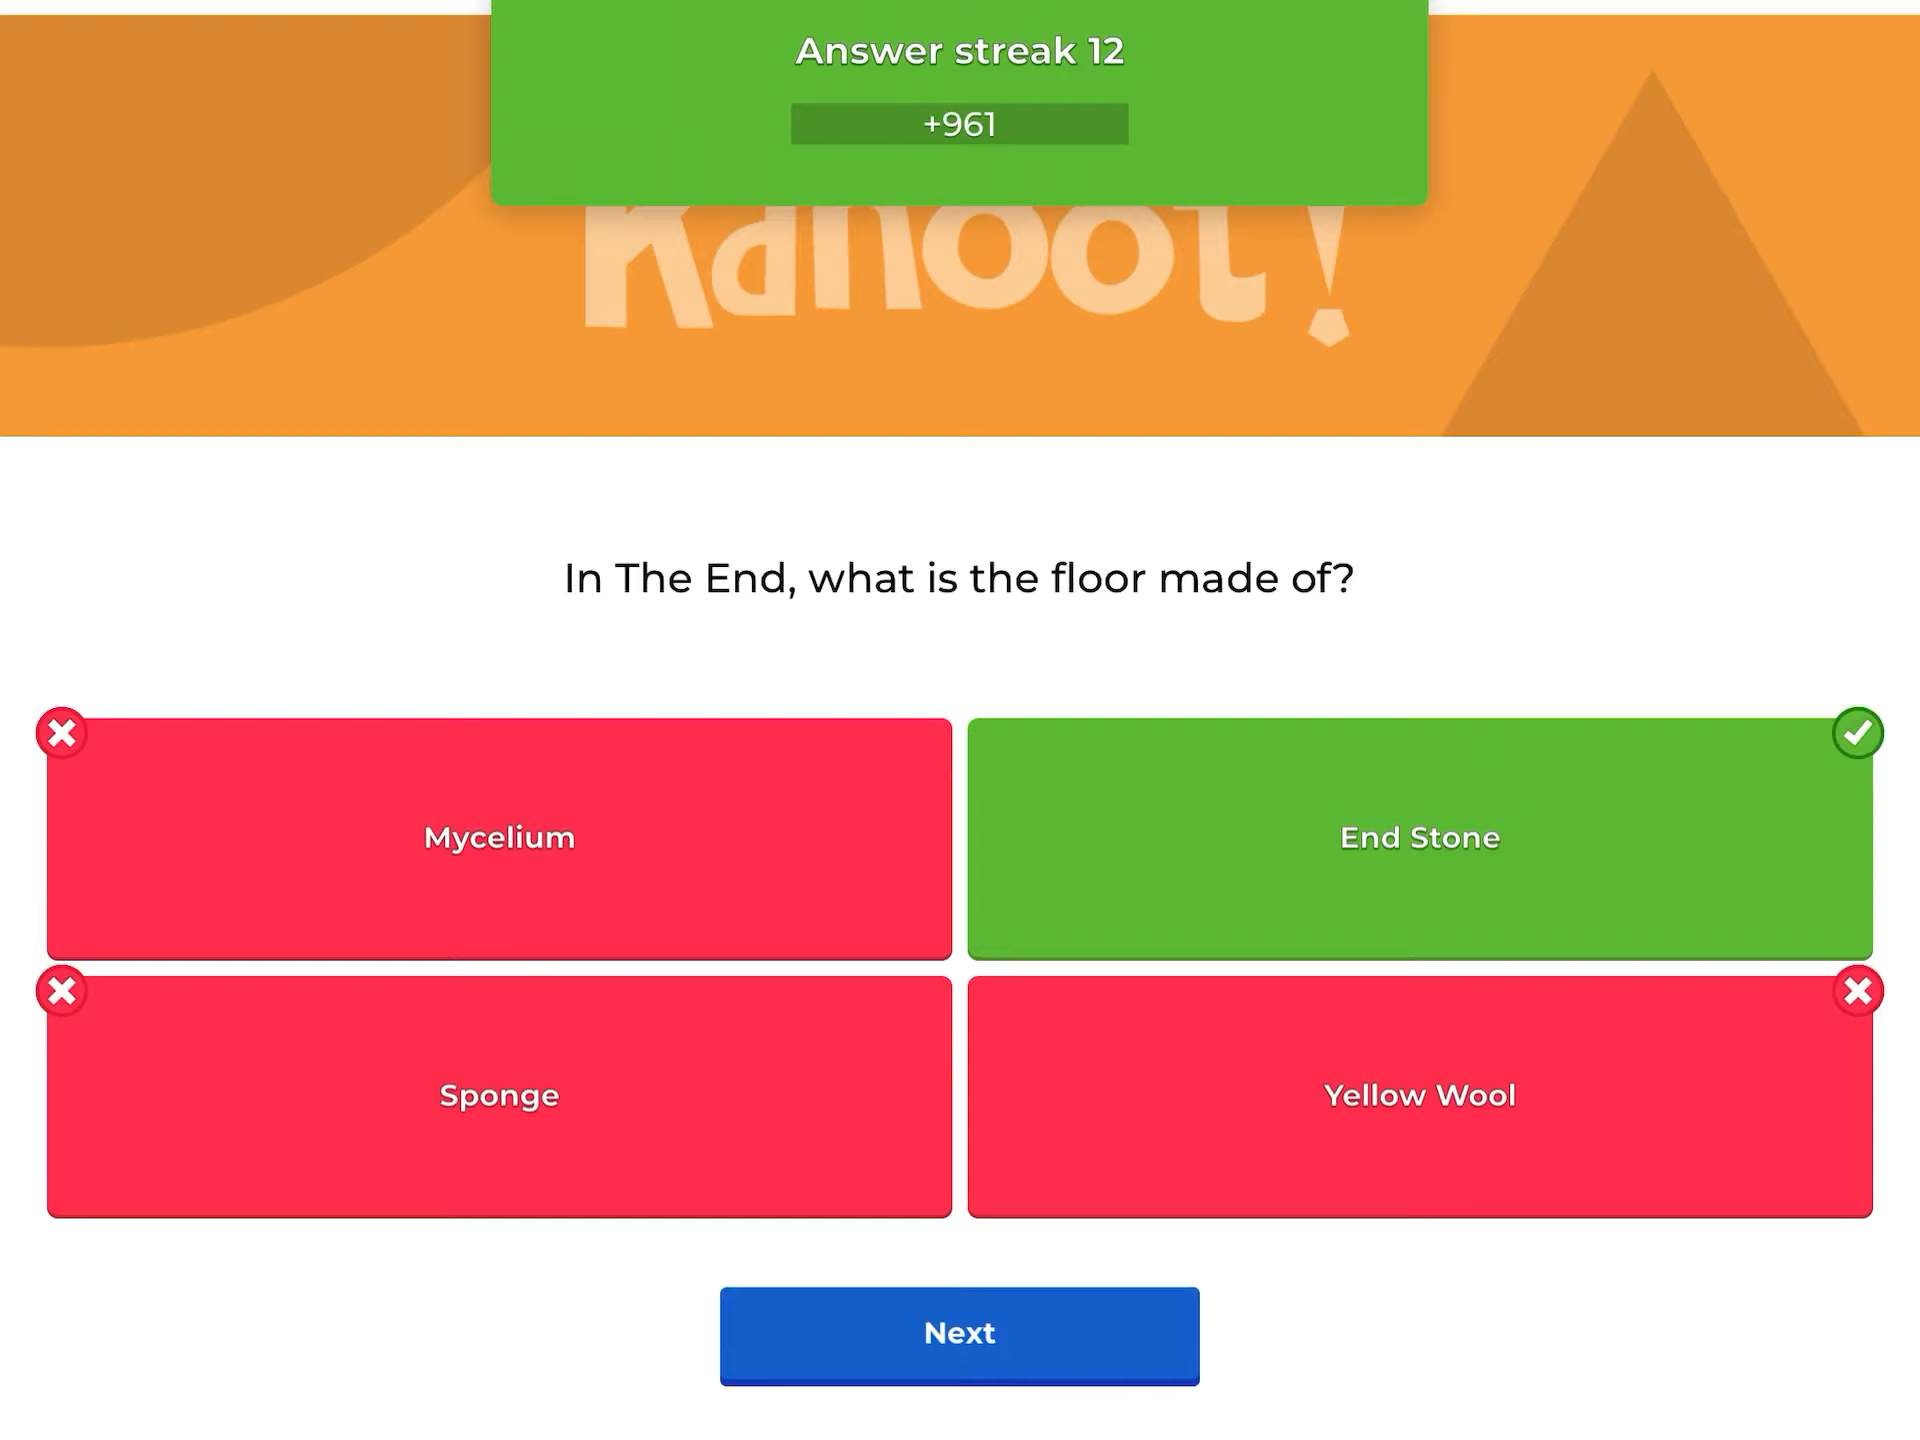 Answer streak 12
+961
Kahoot!
In The End, what is the floor made of?
Mycelium
End Stone
Sponge
Yellow Wool
Next